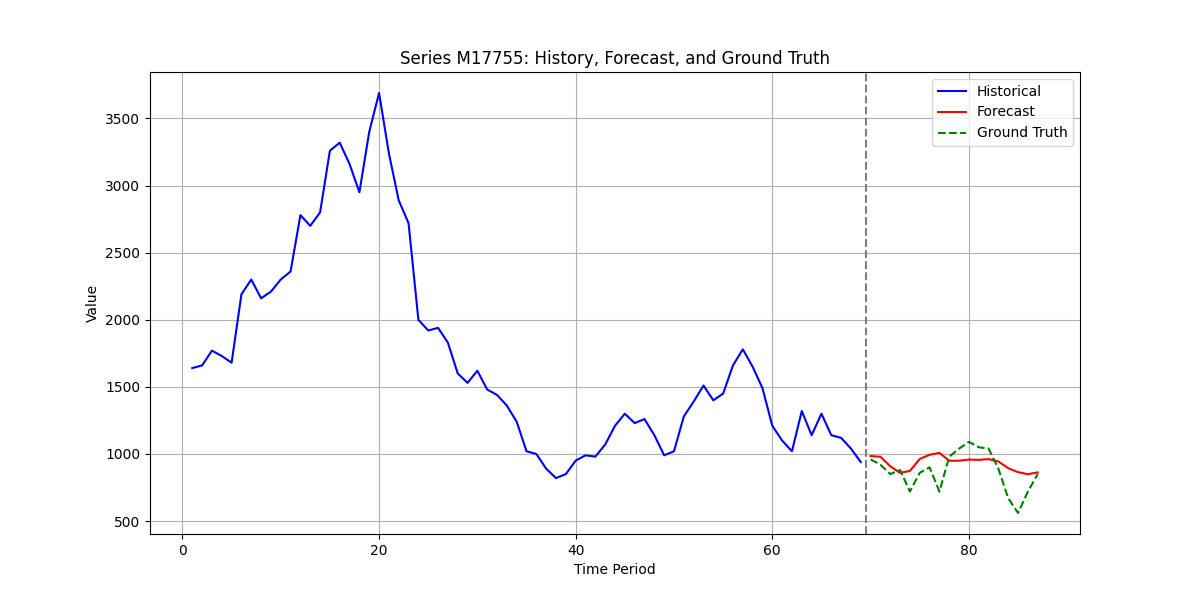 Series M17755: History, Forecast, and Ground Truth
Historical
Forecast
Ground Truth
3500
3000
2500
2000
1500
1000
500
Value
0
20
40
60
80
Time Period